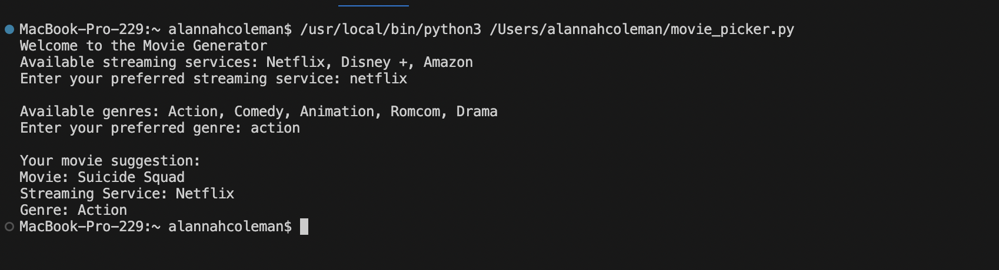 MacBook-Pro-229:~ alannahcoleman$ /usr/local/bin/python3 /Users/alannahcoleman/movie_picker.py
Welcome to the Movie Generator
Available streaming services: Netflix, Disney +, Amazon
Enter your preferred streaming service: netflix
Available genres: Action, Comedy, Animation, Romcom, Drama
Enter your preferred genre: action
Your movie suggestion:
Movie: Suicide Squad
Streaming Service: Netflix
Genre: Action
MacBook-Pro-229:~ alannahcoleman$